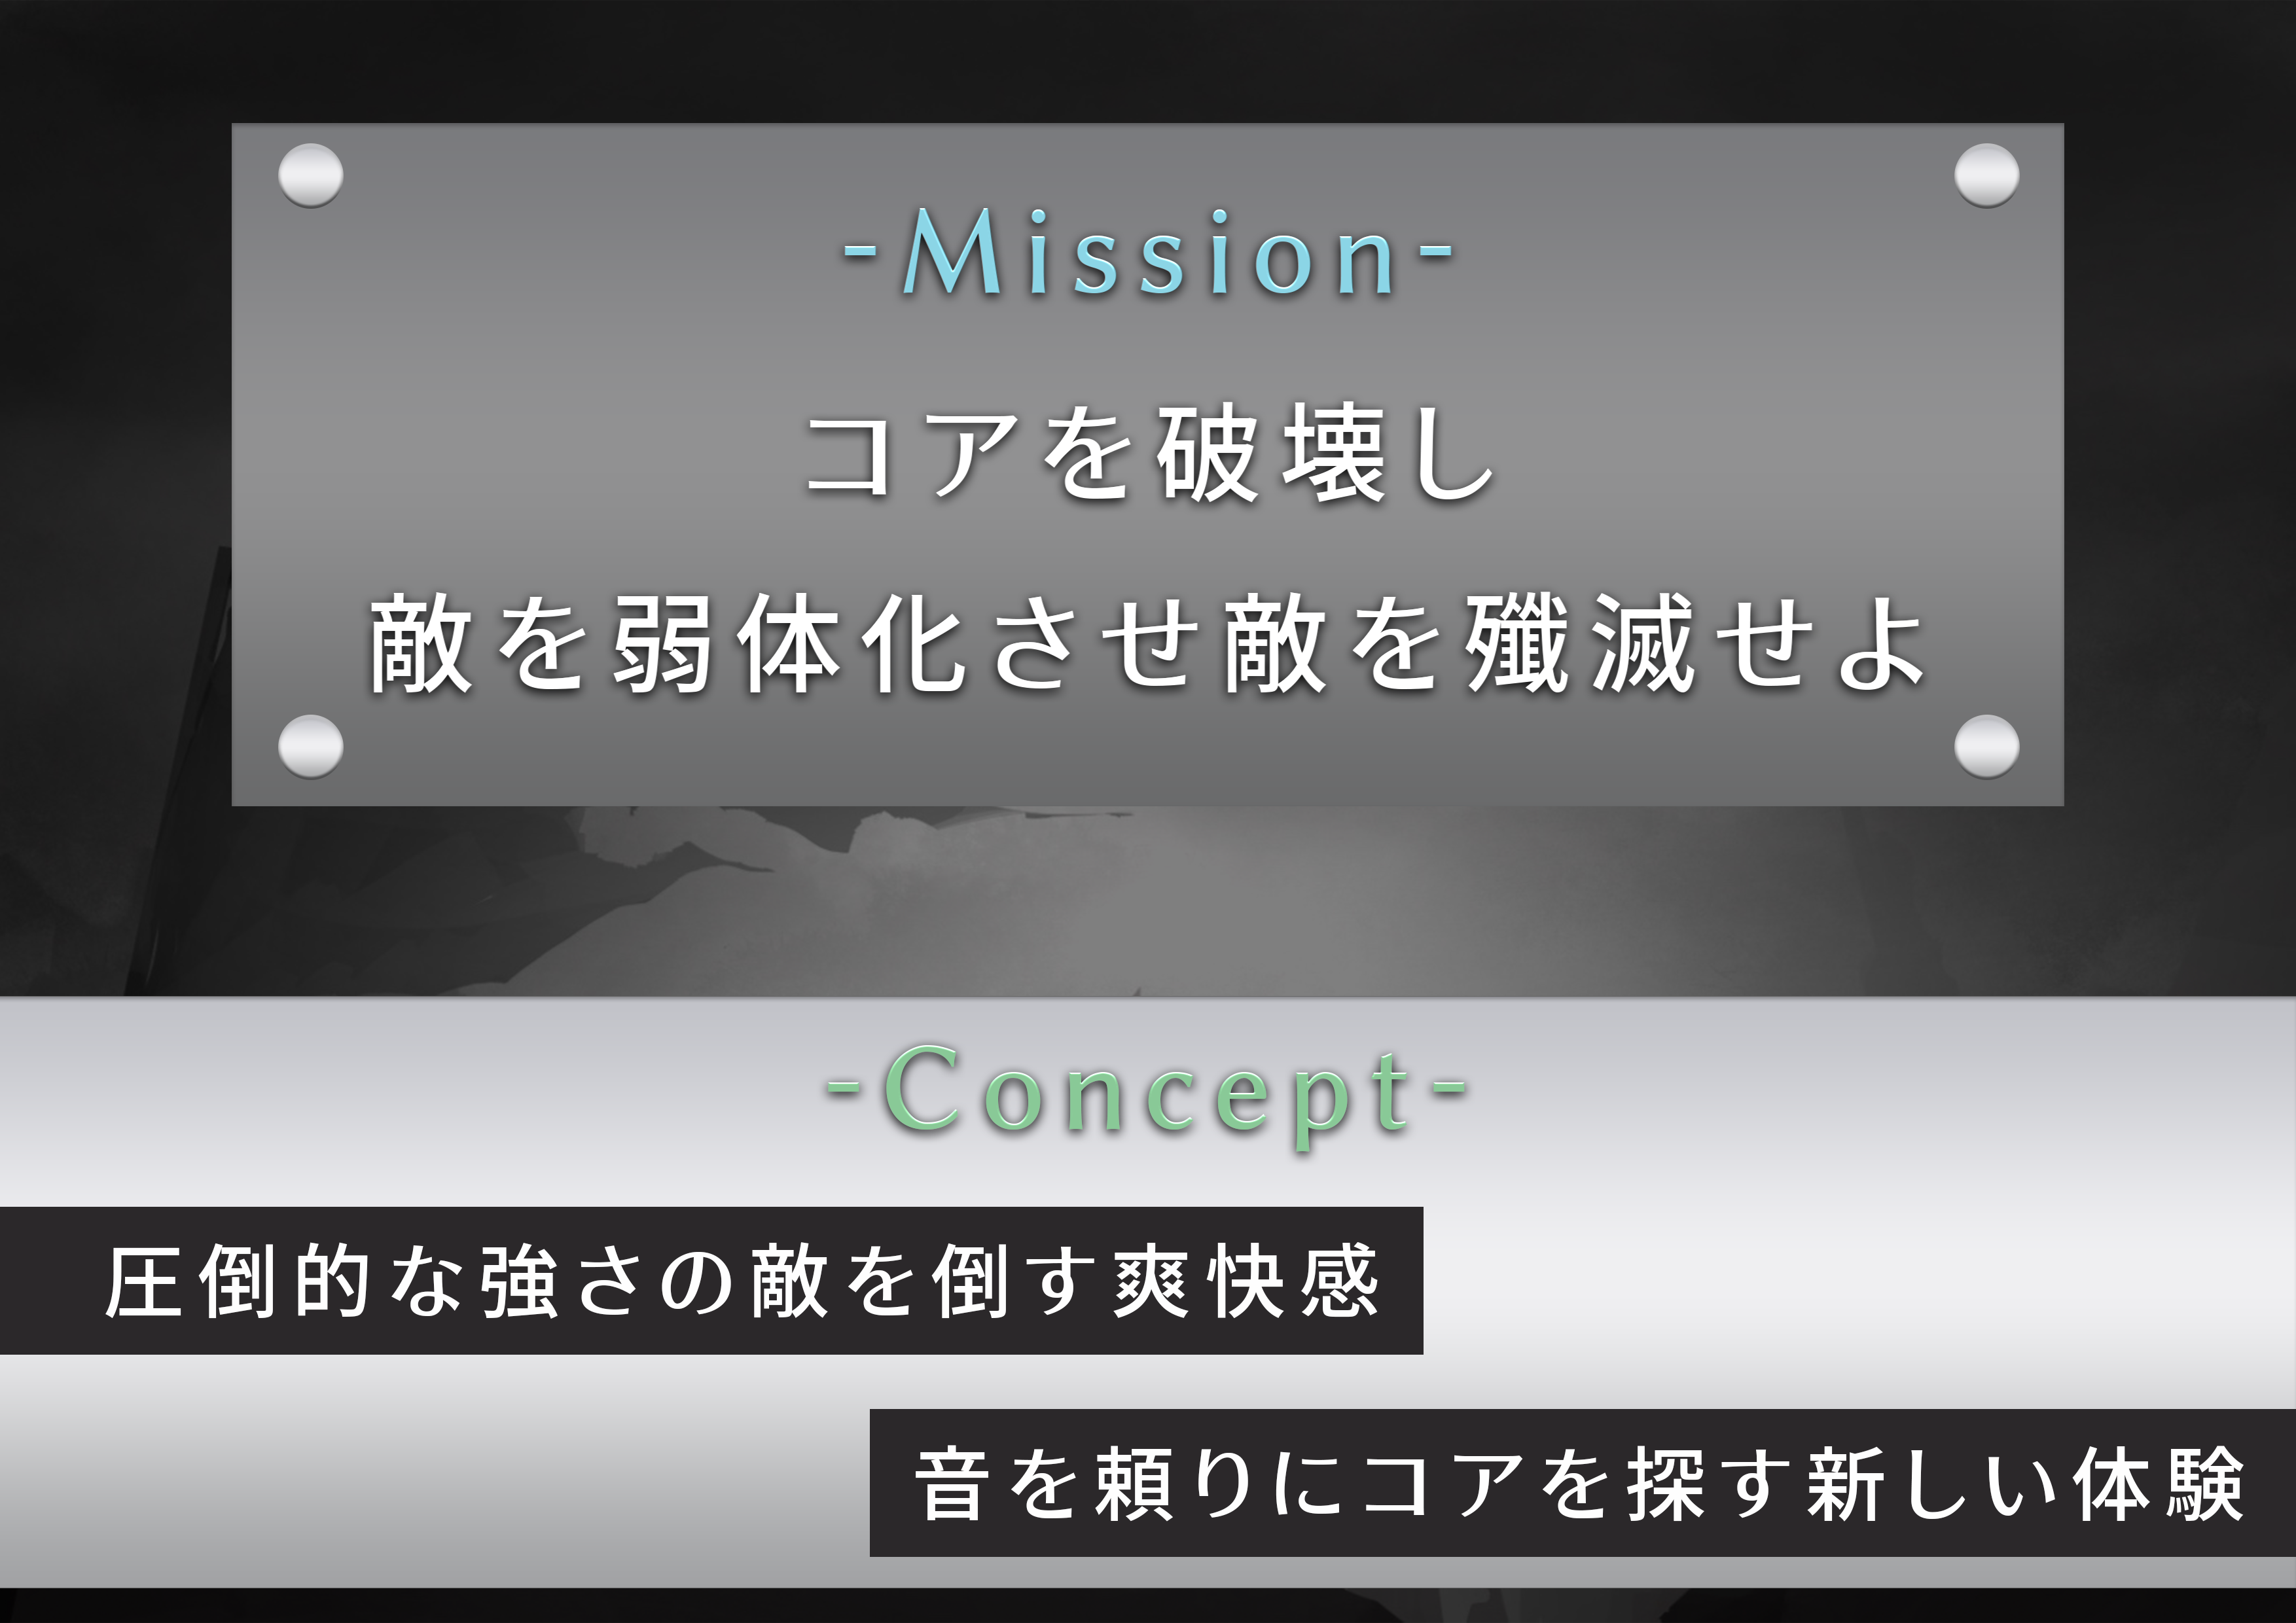 -Mission-
コアを破壊し
敵を弱体化させ敵を殲滅せよ
-Concept-
圧倒的な強さの敵を倒す爽快感
音を頼りにコアを探す新しい体験